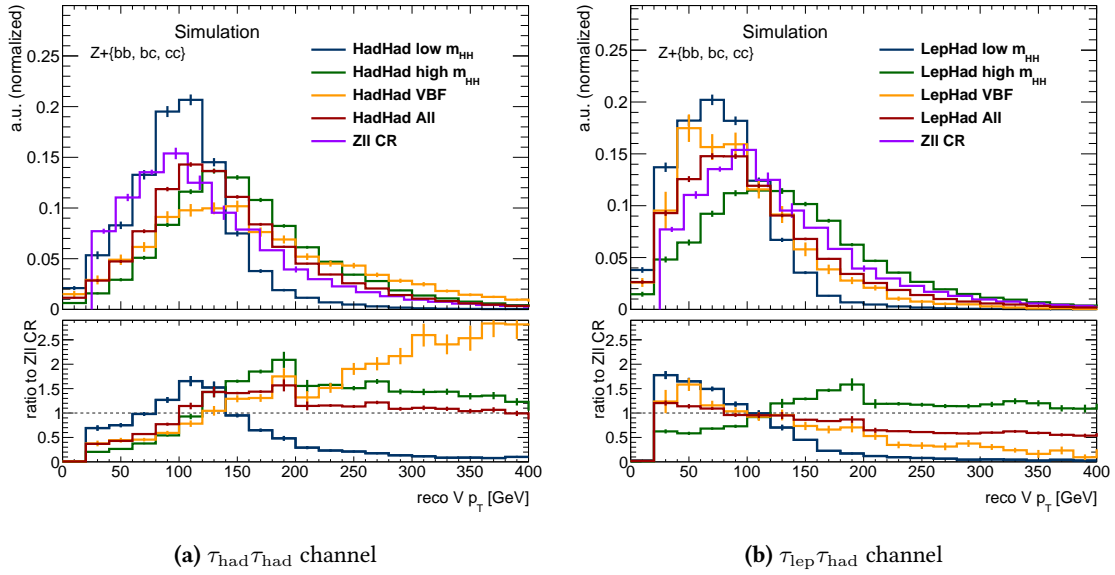 Simulation
Z+{bb, bc, cc}
HadHad low m_HH
HadHad high m_HH
HadHad VBF
HadHad All
Zll CR
a.u. (normalized)
0.25
0.2
0.15
0.1
0.05
0
ratio to Zll CR
2.5
2
1.5
1
0.5
0
0 50 100 150 200 250 300 350 400
reco V p_T [GeV]
(a) τ_had τ_had channel
Simulation
Z+{bb, bc, cc}
LepHad low m_HH
LepHad high m_HH
LepHad VBF
LepHad All
Zll CR
a.u. (normalized)
0.25
0.2
0.15
0.1
0.05
0
ratio to Zll CR
2.5
2
1.5
1
0.5
0
0 50 100 150 200 250 300 350 400
reco V p_T [GeV]
(b) τ_lep τ_had channel